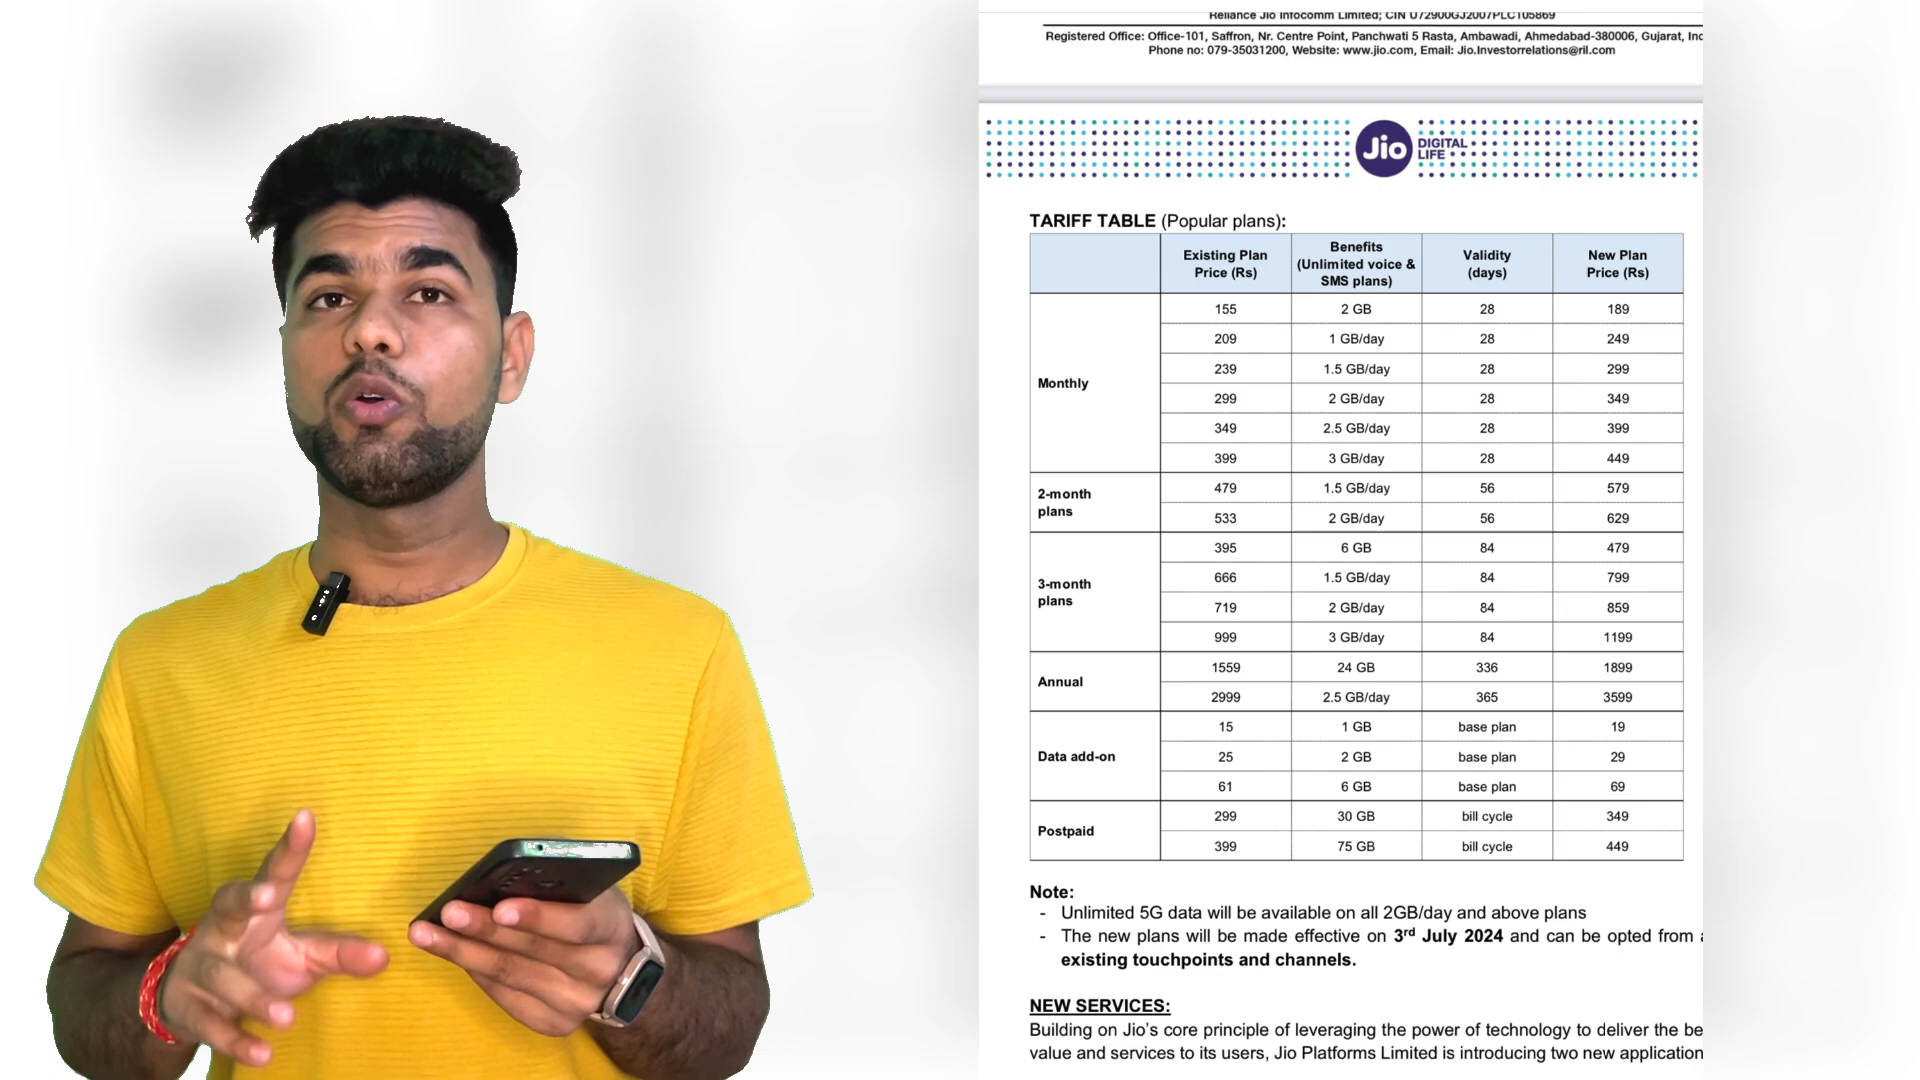 Reliance Jio Infocomm Limited; CIN U72900GJ2007PLC105869
Registered Office: Office-101, Saffron, Nr. Centre Point, Panchwati 5 Rasta, Ambawadi, Ahmedabad-380006, Gujarat,
Phone no: 079-35031200, Website: www.jio.com, Email: Jio.Investorrelations@ril.com
Jio DIGITAL
LIFE
TARIFF TABLE (Popular plans):
Existing Plan Price (Rs) Benefits (Unlimited voice & SMS plans) Validity (days) New Plan Price (Rs)
Monthly
155 2 GB 28 189
209 1 GB/day 28 249
239 1.5 GB/day 28 299
299 2 GB/day 28 349
349 2.5 GB/day 28 399
399 3 GB/day 28 449
2-month plans
479 1.5 GB/day 56 579
533 2 GB/day 56 629
3-month plans
395 6 GB 84 479
666 1.5 GB/day 84 799
719 2 GB/day 84 859
999 3 GB/day 84 1199
Annual
1559 24 GB 336 1899
2999 2.5 GB/day 365 3599
Data add-on
15 1 GB base plan 19
25 2 GB base plan 29
61 6 GB base plan 69
Postpaid
299 30 GB bill cycle 349
399 75 GB bill cycle 449
Note:
- Unlimited 5G data will be available on all 2GB/day and above plans
- The new plans will be made effective on 3rd July 2024 and can be opted from
existing touchpoints and channels.
NEW SERVICES:
Building on Jio's core principle of leveraging the power of technology to deliver the
value and services to its users, Jio Platforms Limited is introducing two new application